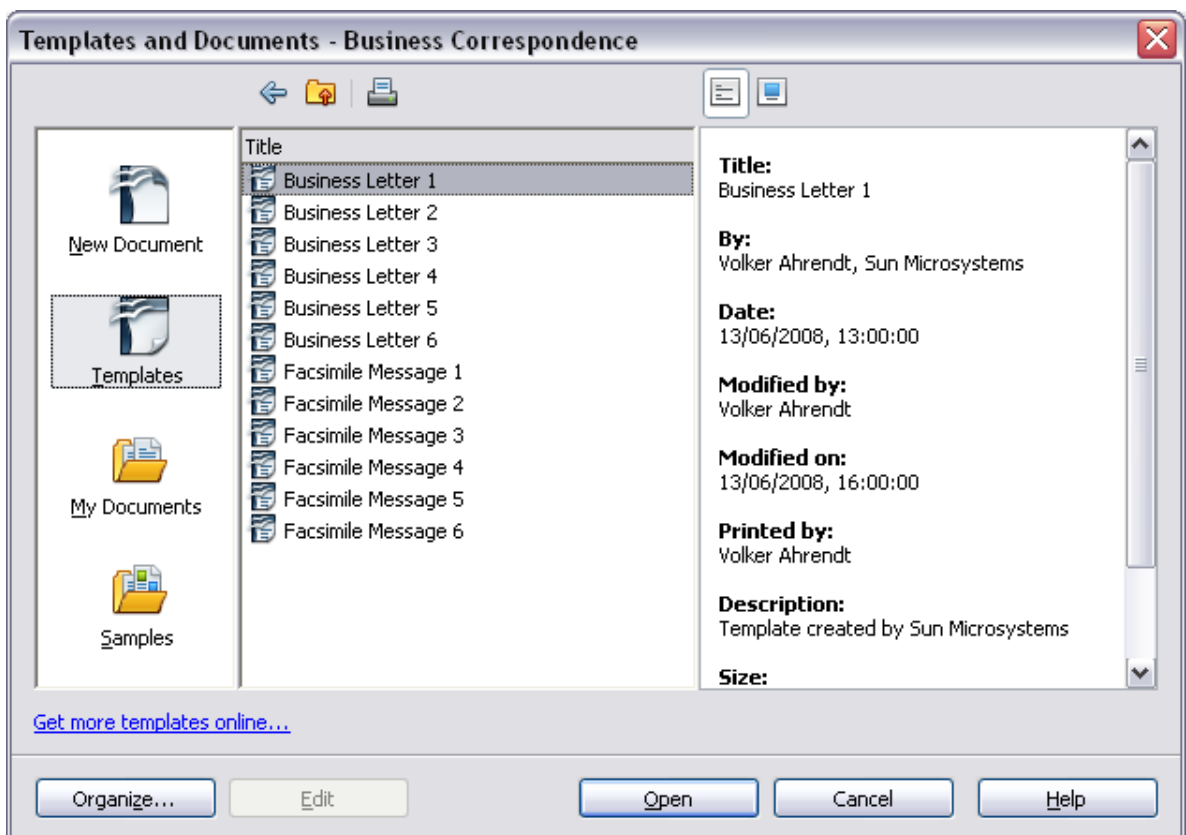 Templates and Documents - Business Correspondence
New Document
Templates
My Documents
Samples
Title
Business Letter 1
Business Letter 2
Business Letter 3
Business Letter 4
Business Letter 5
Business Letter 6
Facsimile Message 1
Facsimile Message 2
Facsimile Message 3
Facsimile Message 4
Facsimile Message 5
Facsimile Message 6
Title:
Business Letter 1
By:
Volker Ahrendt, Sun Microsystems
Date:
13/06/2008, 13:00:00
Modified by:
Volker Ahrendt
Modified on:
13/06/2008, 16:00:00
Printed by:
Volker Ahrendt
Description:
Template created by Sun Microsystems
Size:
Get more templates online...
Organize...
Edit
Open
Cancel
Help